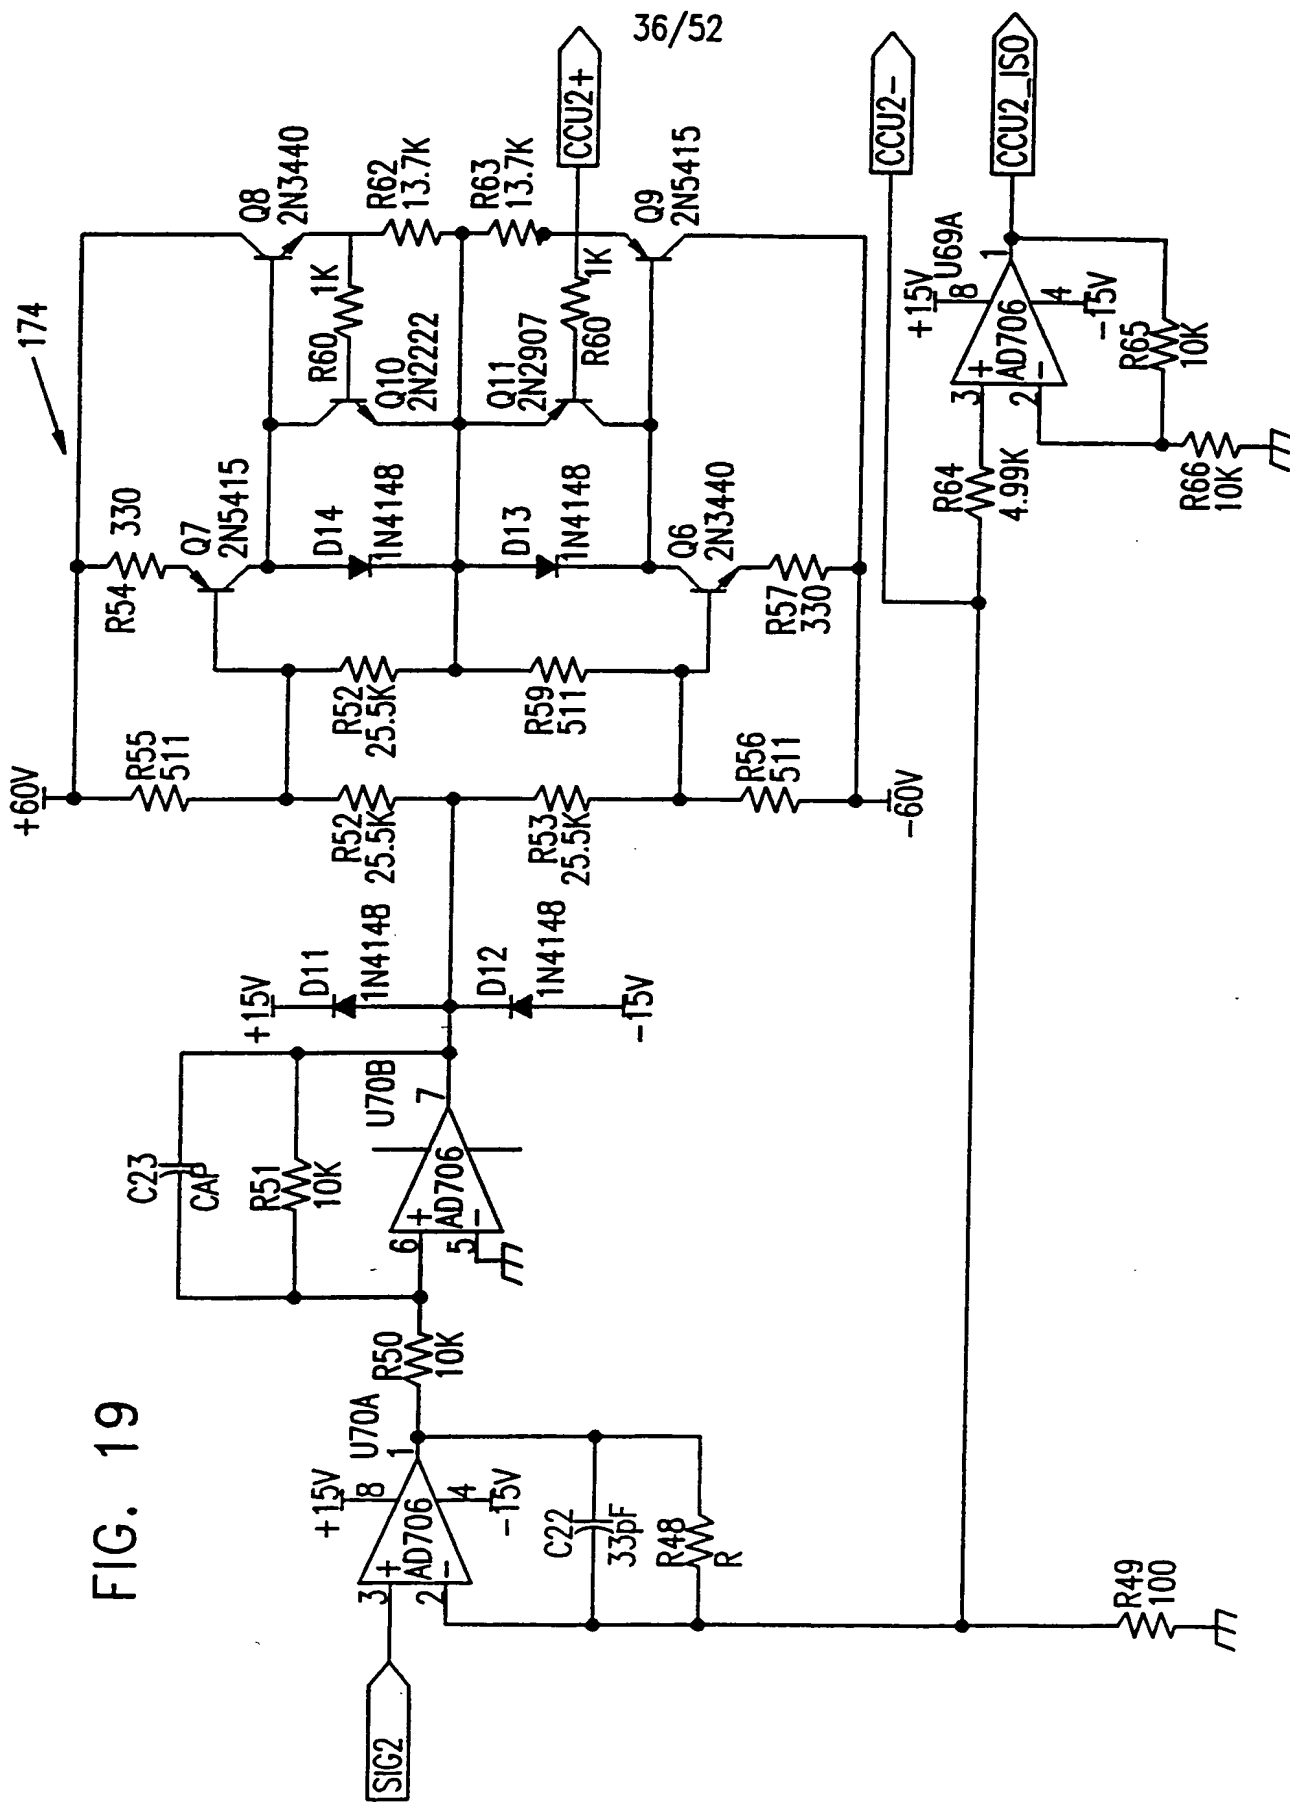 36/52
FIG. 19
174
SIG2
3
2
+
-
AD706
U70A
1
8
+15V
4
-15V
C22
33pF
R48
R
R49
100
R50
10K
C23
CAP
R51
10K
6
5
+
-
AD706
U70B
7
+15V
D11
1N4148
D12
1N4148
-15V
+60V
R55
511
R52
25.5K
R53
25.5K
R56
511
-60V
R52
25.5K
R59
511
R54
330
Q7
2N5415
D14
1N4148
D13
1N4148
Q6
2N3440
R57
330
R60
1K
Q10
2N2222
Q11
2N2907
R60
1K
Q8
2N3440
R62
13.7K
R63
13.7K
Q9
2N5415
CCU2+
CCU2-
CCU2_ISO
R64
4.99K
3
2
+
-
AD706
U69A
1
+15V
8
4
-15V
R65
10K
R66
10K